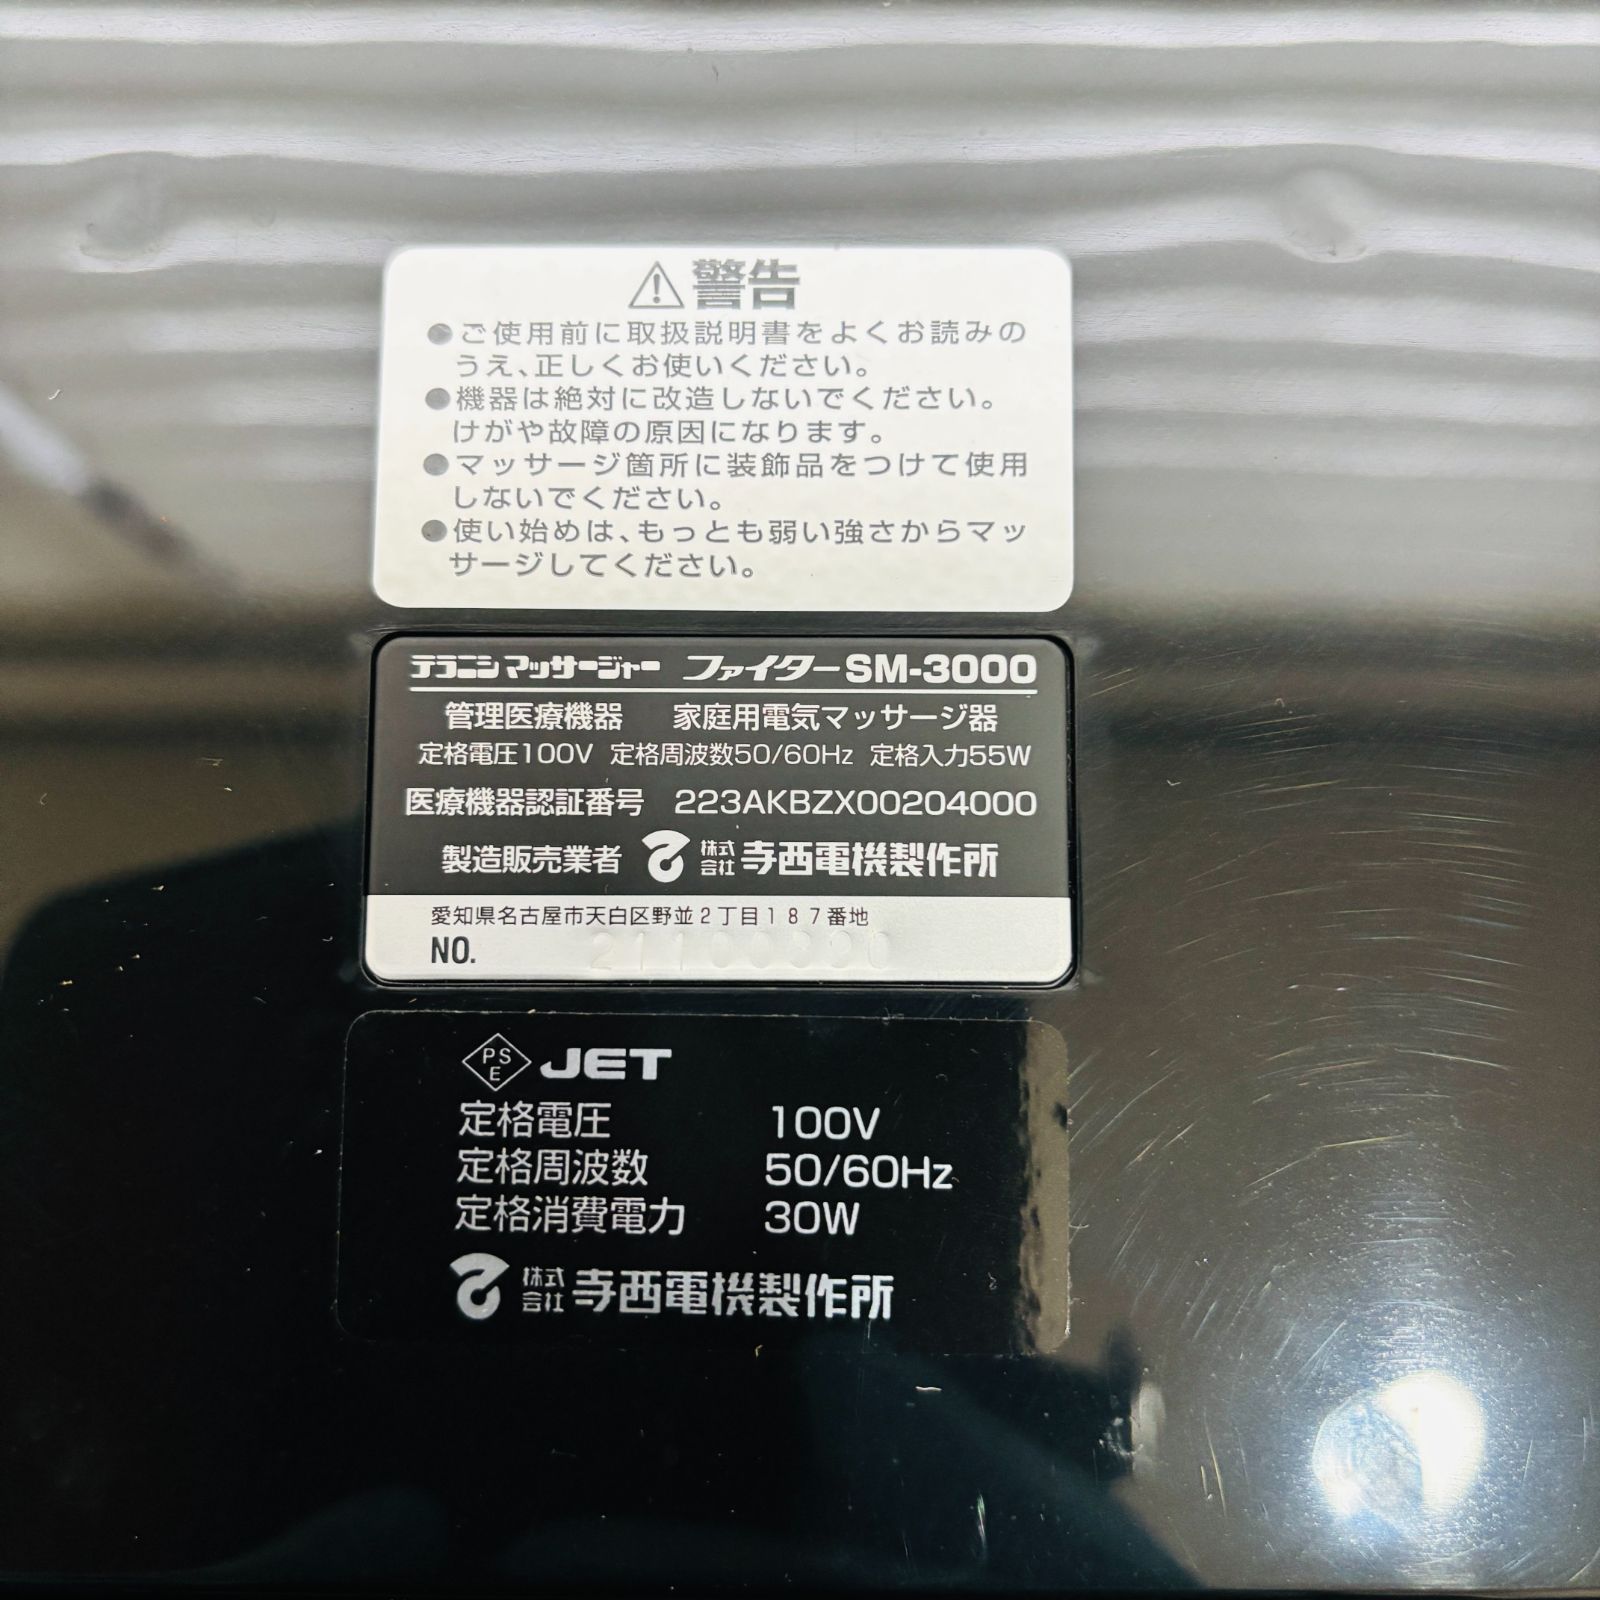 ⚠警告
●ご使用前に取扱説明書をよくお読みの
うえ、正しくお使いください。
●機器は絶対に改造しないでください。
けがや故障の原因になります。
●マッサージ箇所に装飾品をつけて使用
しないでください。
●使い始めは、もっとも弱い強さからマッ
サージしてください。
テラニシ マッサージャー ファイターSM-3000
管理医療機器 家庭用電気マッサージ器
定格電圧100V 定格周波数50/60Hz 定格入力55W
医療機器認証番号 223AKBZX00204000
製造販売業者 株式会社 寺西電機製作所
愛知県名古屋市天白区野並2丁目187番地
NO.
PSE JET
定格電圧 100V
定格周波数 50/60Hz
定格消費電力 30W
株式会社 寺西電機製作所